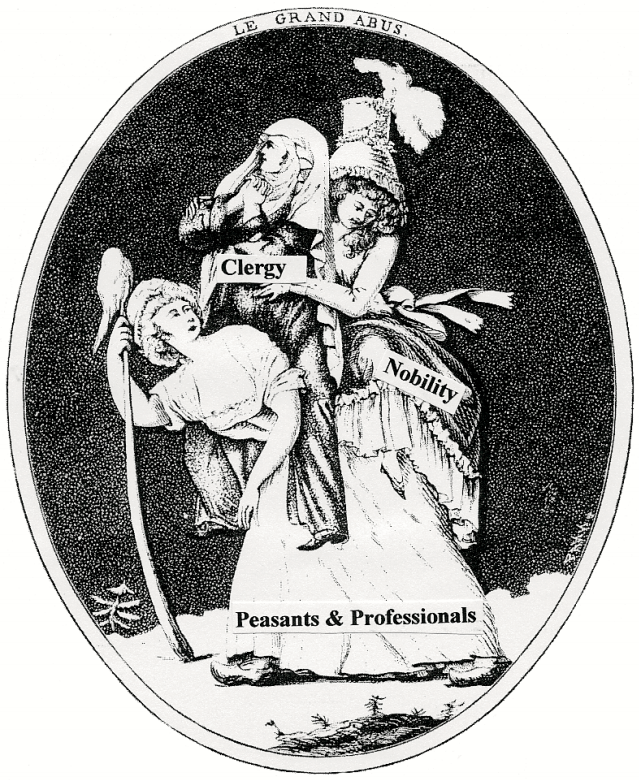 LE GRAND ABUS.
Clergy
Nobility
Peasants & Professionals